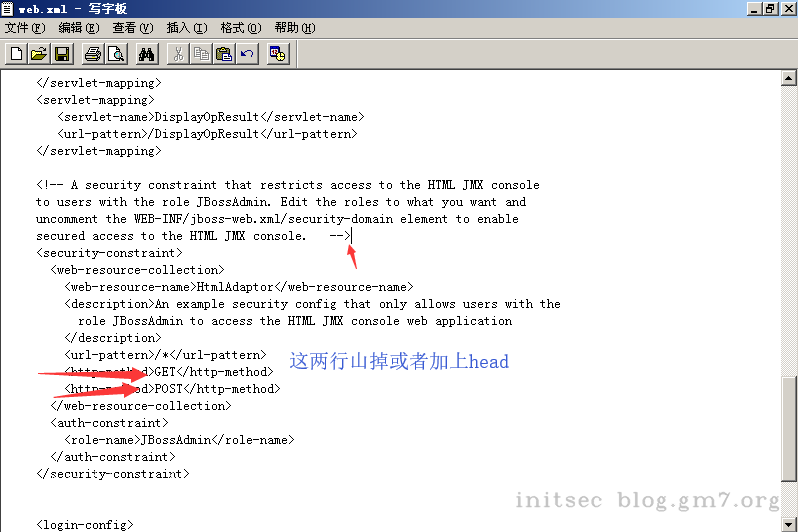 web.xml - 写字板
文件(F) 编辑(E) 查看(V) 插入(I) 格式(O) 帮助(H)
</servlet-mapping>
<servlet-mapping>
<servlet-name>DisplayOpResult</servlet-name>
<url-pattern>/DisplayOpResult</url-pattern>
</servlet-mapping>
<!-- A security constraint that restricts access to the HTML JMX console
to users with the role JBossAdmin. Edit the roles to what you want and
uncomment the WEB-INF/jboss-web.xml/security-domain element to enable
secured access to the HTML JMX console. -->
<security-constraint>
<web-resource-collection>
<web-resource-name>HtmlAdaptor</web-resource-name>
<description>An example security config that only allows users with the
role JBossAdmin to access the HTML JMX console web application
</description>
<url-pattern>/*</url-pattern>
这两行山掉或者加上head
<http-method>GET</http-method>
<http-method>POST</http-method>
</web-resource-collection>
<auth-constraint>
<role-name>JBossAdmin</role-name>
</auth-constraint>
</security-constraint>
initsec blog.gm7.org
<login-config>